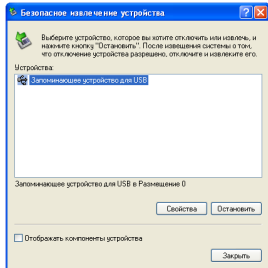 Безопасное извлечение устройства
Выберите устройство, которое вы хотите отключить или извлечь, и
нажмите кнопку "Остановить". После извещения системы о том,
что отключение устройства разрешено, отключите и извлеките его.
Устройства:
Запоминающее устройство для USB
Запоминающее устройство для USB в Размещение 0
Свойства
Остановить
Отображать компоненты устройства
Закрыть